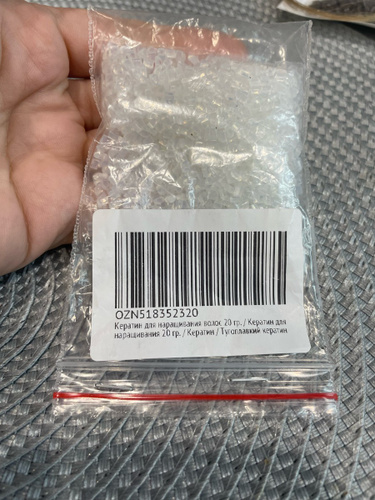 OZN518352320
Кератин для наращивания волос 20 гр. / Кератин для
наращивания 20 гр. / Кератин / Тугоплавкий кератин